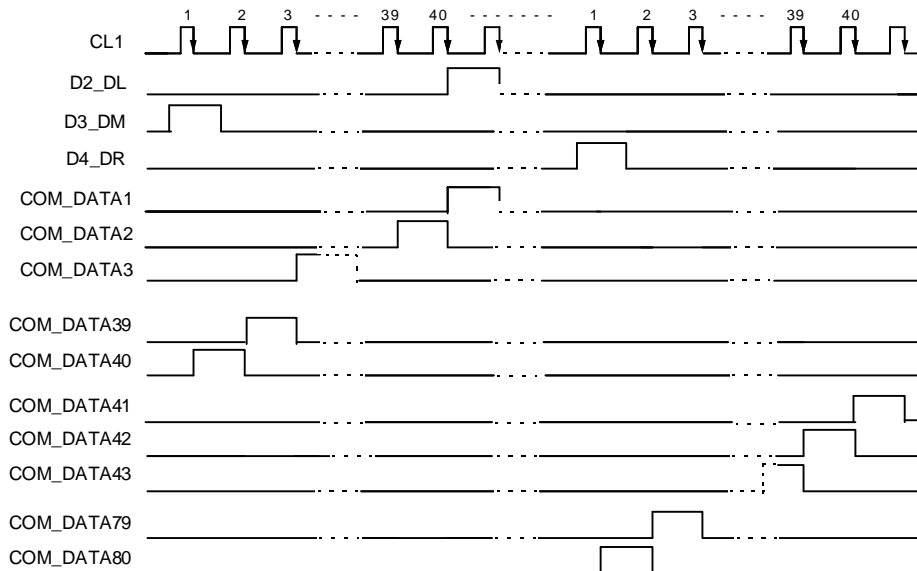 1 2 3 39 40 1 2 3 39 40
CL1
D2_DL
D3_DM
D4_DR
COM_DATA1
COM_DATA2
COM_DATA3
COM_DATA39
COM_DATA40
COM_DATA41
COM_DATA42
COM_DATA43
COM_DATA79
COM_DATA80